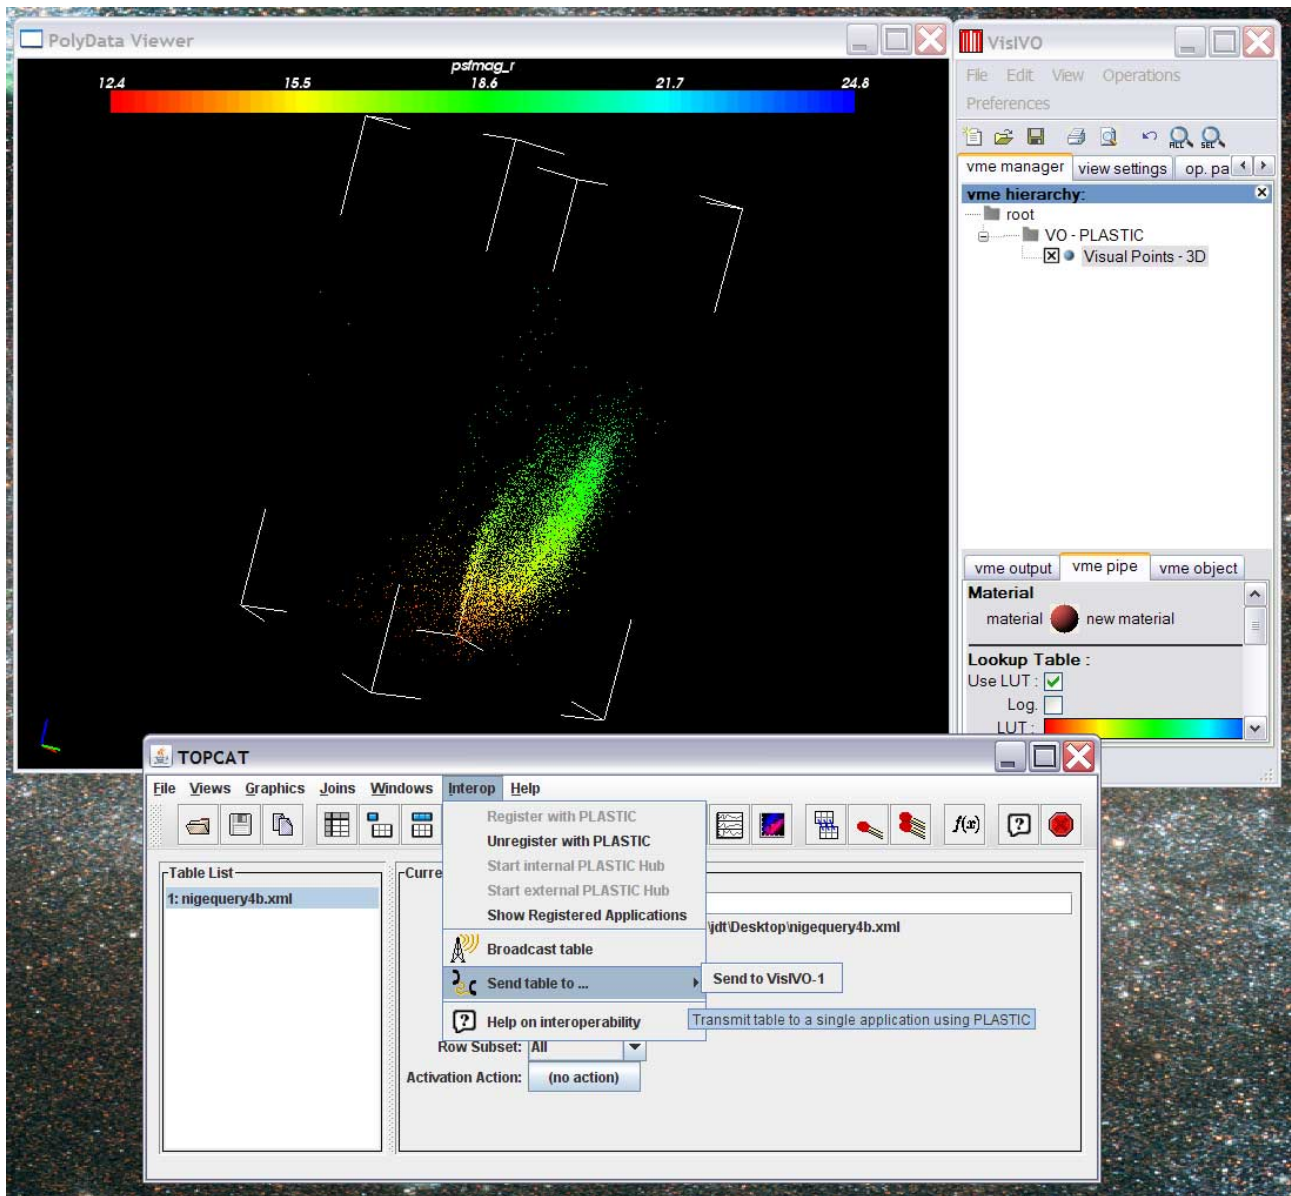 PolyData Viewer
psfmag_r
12.4 15.5 18.6 21.7 24.8
VisIVO
File Edit View Operations
Preferences
ALL SEL
vme manager view settings op. pa
vme hierarchy:
root
VO - PLASTIC
Visual Points - 3D
vme output vme pipe vme object
Material
material new material
Lookup Table :
Use LUT :
Log.
LUT :
TOPCAT
File Views Graphics Joins Windows Interop Help
Register with PLASTIC
Unregister with PLASTIC
Start internal PLASTIC Hub
Start external PLASTIC Hub
Show Registered Applications
Broadcast table
Send table to ...
Send to VisIVO-1
Help on interoperability
Transmit table to a single application using PLASTIC
f(x)
Table List
1: nigequery4b.xml
Curre
\jdt\Desktop\nigequery4b.xml
Row Subset: All
Activation Action: (no action)